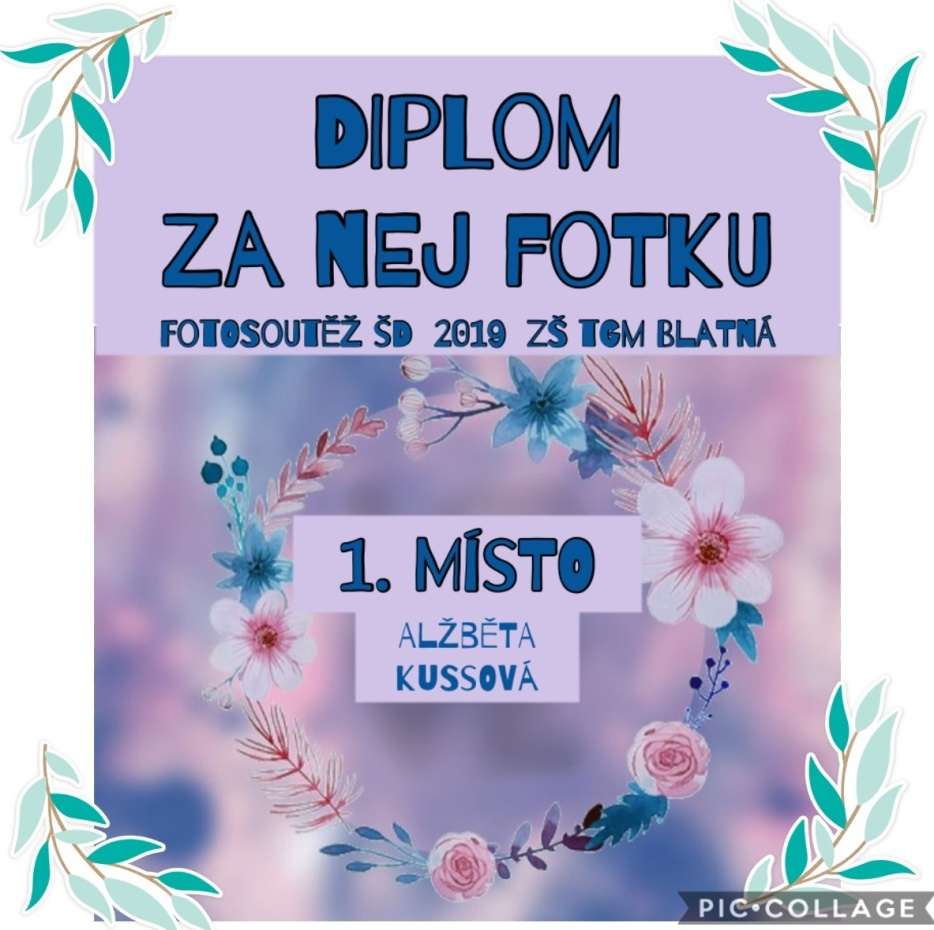 DIPLOM
ZA NEJ FOTKU
FOTOSOUTĚŽ ŠD 2019 ZŠ TGM BLATNÁ
1. MÍSTO
ALŽBĚTA
KUSSOVÁ
PIC•COLLAGE